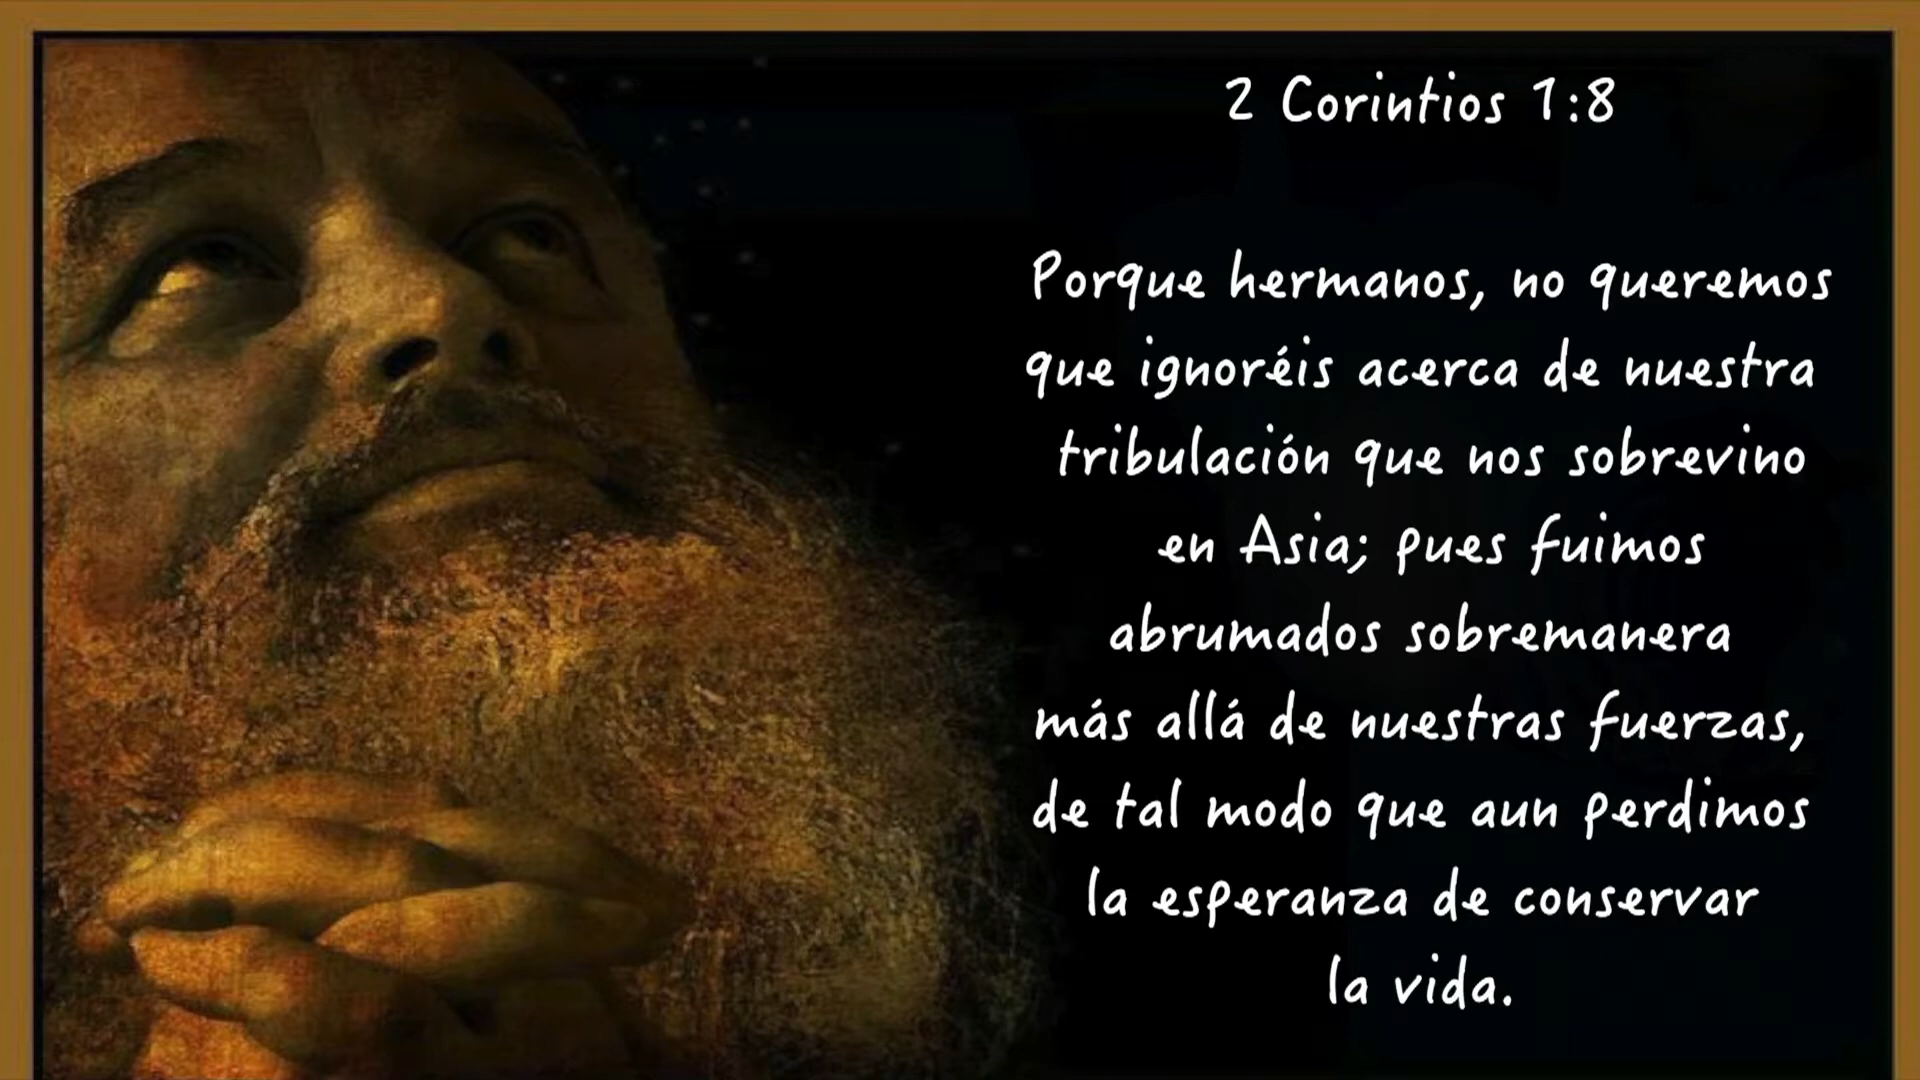 2 Corintios 1:8
Porque hermanos, no queremos
que ignoréis acerca de nuestra
tribulación que nos sobrevino
en Asia; pues fuimos
abrumados sobremanera
más allá de nuestras fuerzas,
de tal modo que aun perdimos
la esperanza de conservar
la vida.